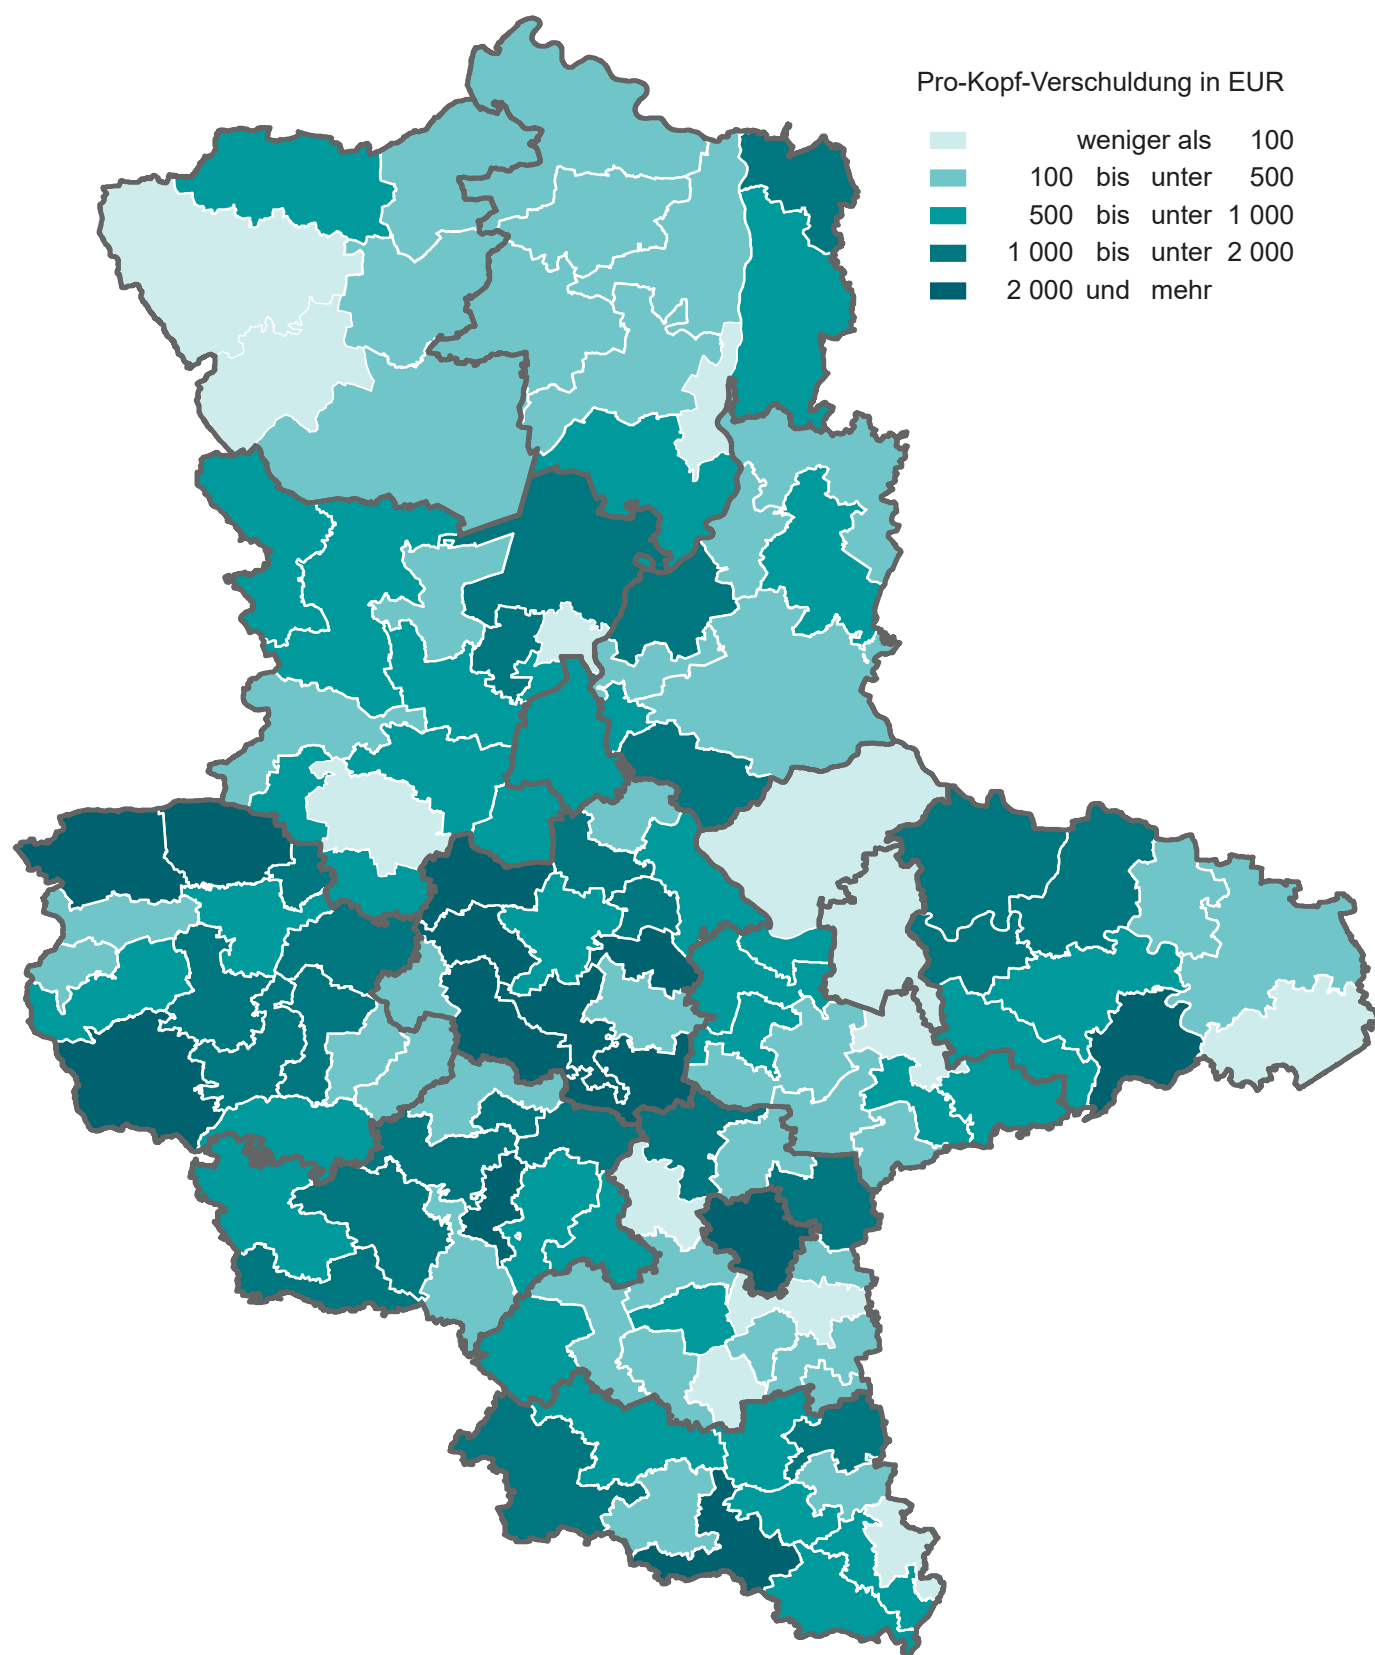 Pro-Kopf-Verschuldung in EUR
weniger als 100
100 bis unter 500
500 bis unter 1 000
1 000 bis unter 2 000
2 000 und mehr